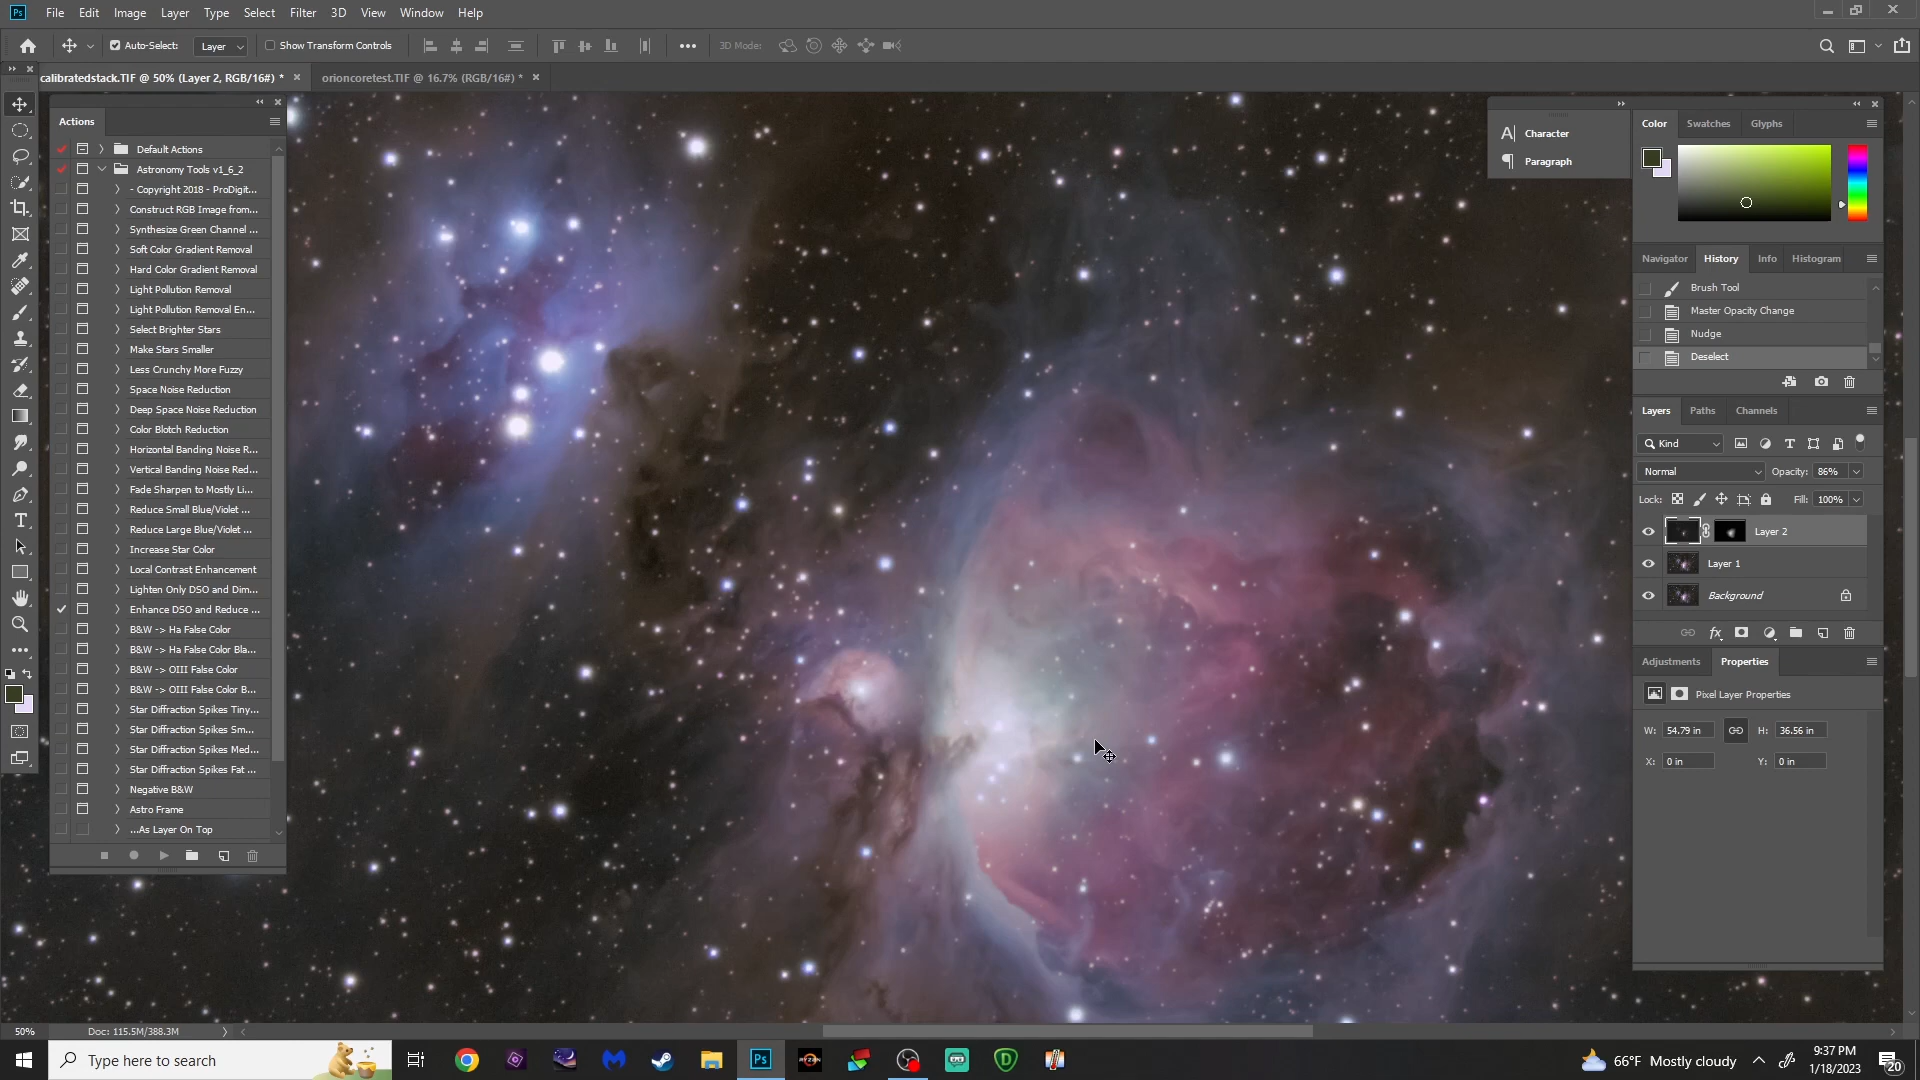 Ps File Edit Image Layer Type Select Filter 3D View Window Help
Auto-Select: Layer Show Transform Controls 3D Mode:
calibratedstack.TIF @ 50% (Layer 2, RGB/16#) * orioncoretest.TIF @ 16.7% (RGB/16#) *
Actions
Default Actions
Astronomy Tools v1_6_2
- Copyright 2018 - ProDigit...
Construct RGB Image from...
Synthesize Green Channel ...
Soft Color Gradient Removal
Hard Color Gradient Removal
Light Pollution Removal
Light Pollution Removal En...
Select Brighter Stars
Make Stars Smaller
Less Crunchy More Fuzzy
Space Noise Reduction
Deep Space Noise Reduction
Color Blotch Reduction
Horizontal Banding Noise R...
Vertical Banding Noise Red...
Fade Sharpen to Mostly Li...
Reduce Small Blue/Violet ...
Reduce Large Blue/Violet ...
Increase Star Color
Local Contrast Enhancement
Lighten Only DSO and Dim...
Enhance DSO and Reduce ...
B&W -> Ha False Color
B&W -> Ha False Color Bla...
B&W -> OIII False Color
B&W -> OIII False Color B...
Star Diffraction Spikes Tiny...
Star Diffraction Spikes Sm...
Star Diffraction Spikes Med...
Star Diffraction Spikes Fat ...
Negative B&W
Astro Frame
...As Layer On Top
Character
Paragraph
Color Swatches Glyphs
Navigator History Info Histogram
Brush Tool
Master Opacity Change
Nudge
Deselect
Layers Paths Channels
Kind
Normal Opacity: 86%
Lock: Fill: 100%
Layer 2
Layer 1
Background
Adjustments Properties
Pixel Layer Properties
W: 54.79 in H: 36.56 in
X: 0 in Y: 0 in
50% Doc: 115.5M/388.3M
Type here to search
Ps
RYZEN
66°F Mostly cloudy
9:37 PM
1/18/2023
20